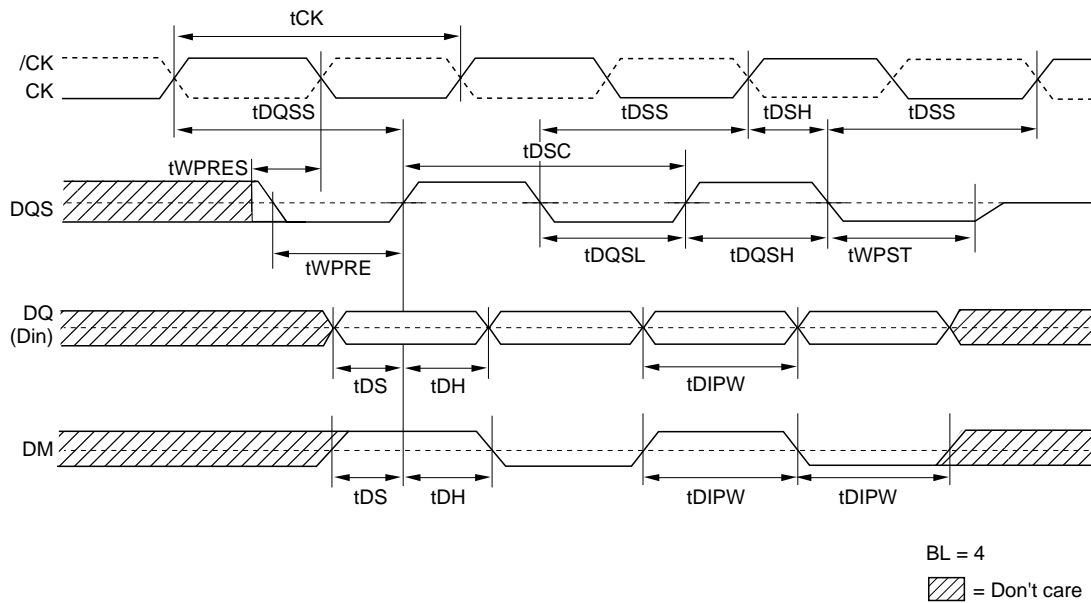 tCK
/CK
CK
tDQSS
tDSS
tDSH
tDSS
tWPRES
tDSC
DQS
tWPRE
tDQSL
tDQSH
tWPST
DQ
(Din)
tDS
tDH
tDIPW
DM
tDS
tDH
tDIPW
tDIPW
BL = 4
= Don't care